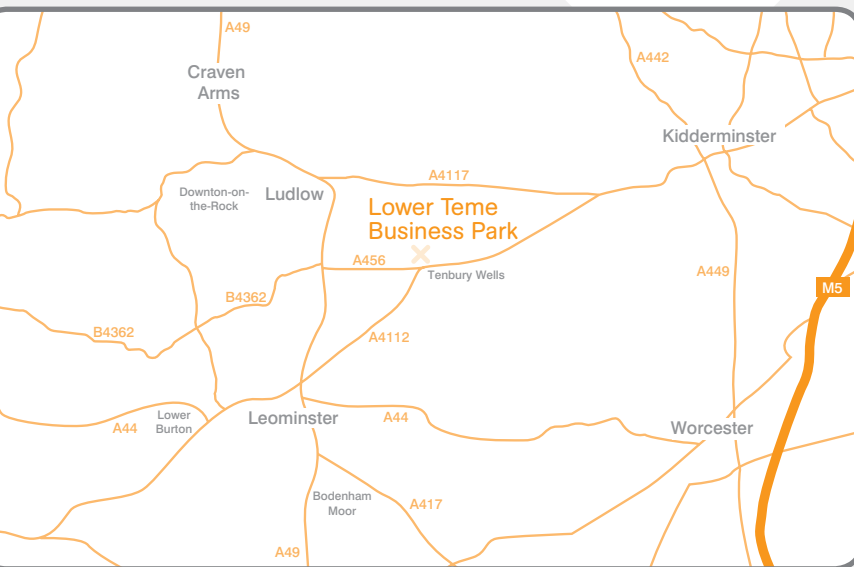 A49
A442
Craven
Arms
Kidderminster
A4117
Downton-on-
the-Rock
Ludlow
Lower Teme
Business Park
A456
Tenbury Wells
A449
M5
B4362
B4362
A4112
Lower
Burton
A44
Leominster
A44
Worcester
Bodenham
Moor
A417
A49